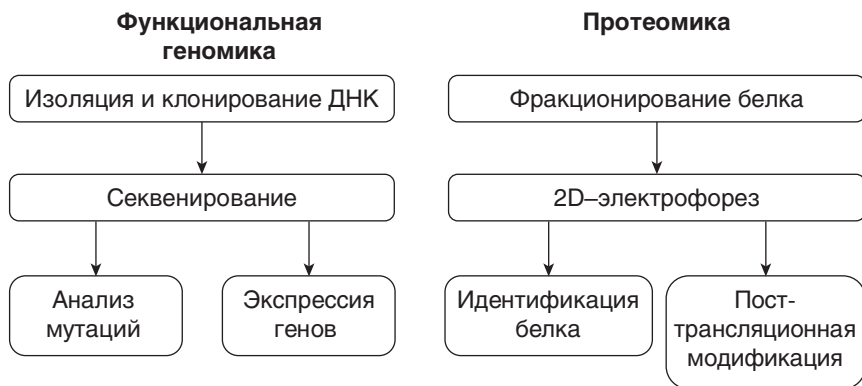 Функциональная
геномика
Изоляция и клонирование ДНК
Секвенирование
Анализ
мутаций
Экспрессия
генов
Протеомика
Фракционирование белка
2D–электрофорез
Идентификация
белка
Пост-
трансляционная
модификация